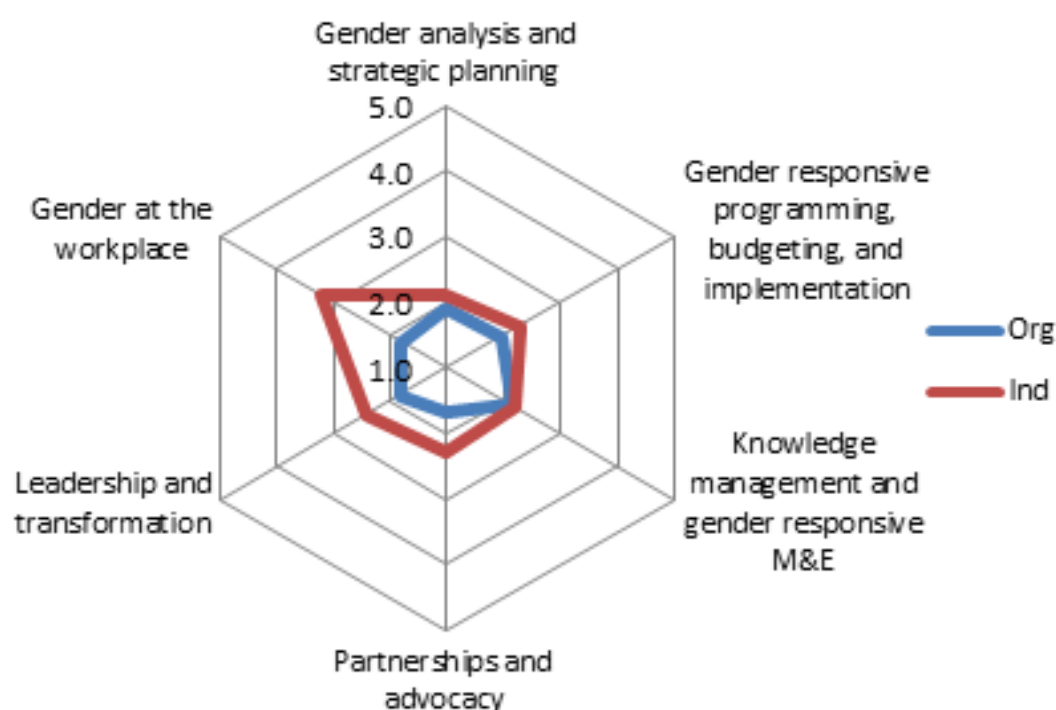 Gender analysis and
strategic planning
5.0
4.0
3.0
2.0
1.0
Gender responsive
programming,
budgeting, and
implementation
Knowledge
management and
gender responsive
M&E
Partnerships and
advocacy
Leadership and
transformation
Gender at the
workplace
Org
Ind